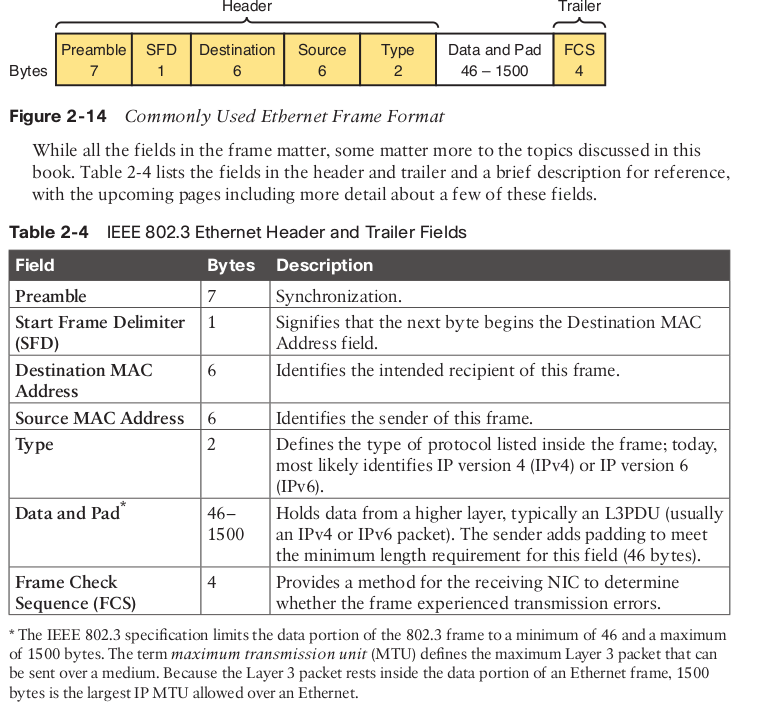 Header
Trailer
Preamble SFD Destination Source Type Data and Pad FCS
Bytes 7 1 6 6 2 46 – 1500 4
Figure 2-14 Commonly Used Ethernet Frame Format
While all the fields in the frame matter, some matter more to the topics discussed in this
book. Table 2-4 lists the fields in the header and trailer and a brief description for reference,
with the upcoming pages including more detail about a few of these fields.
Table 2-4 IEEE 802.3 Ethernet Header and Trailer Fields
Field Bytes Description
Preamble 7 Synchronization.
Start Frame Delimiter 1 Signifies that the next byte begins the Destination MAC
(SFD) Address field.
Destination MAC 6 Identifies the intended recipient of this frame.
Address
Source MAC Address 6 Identifies the sender of this frame.
Type 2 Defines the type of protocol listed inside the frame; today,
most likely identifies IP version 4 (IPv4) or IP version 6
(IPv6).
Data and Pad* 46– Holds data from a higher layer, typically an L3PDU (usually
1500 an IPv4 or IPv6 packet). The sender adds padding to meet
the minimum length requirement for this field (46 bytes).
Frame Check 4 Provides a method for the receiving NIC to determine
Sequence (FCS) whether the frame experienced transmission errors.
* The IEEE 802.3 specification limits the data portion of the 802.3 frame to a minimum of 46 and a maximum
of 1500 bytes. The term maximum transmission unit (MTU) defines the maximum Layer 3 packet that can
be sent over a medium. Because the Layer 3 packet rests inside the data portion of an Ethernet frame, 1500
bytes is the largest IP MTU allowed over an Ethernet.